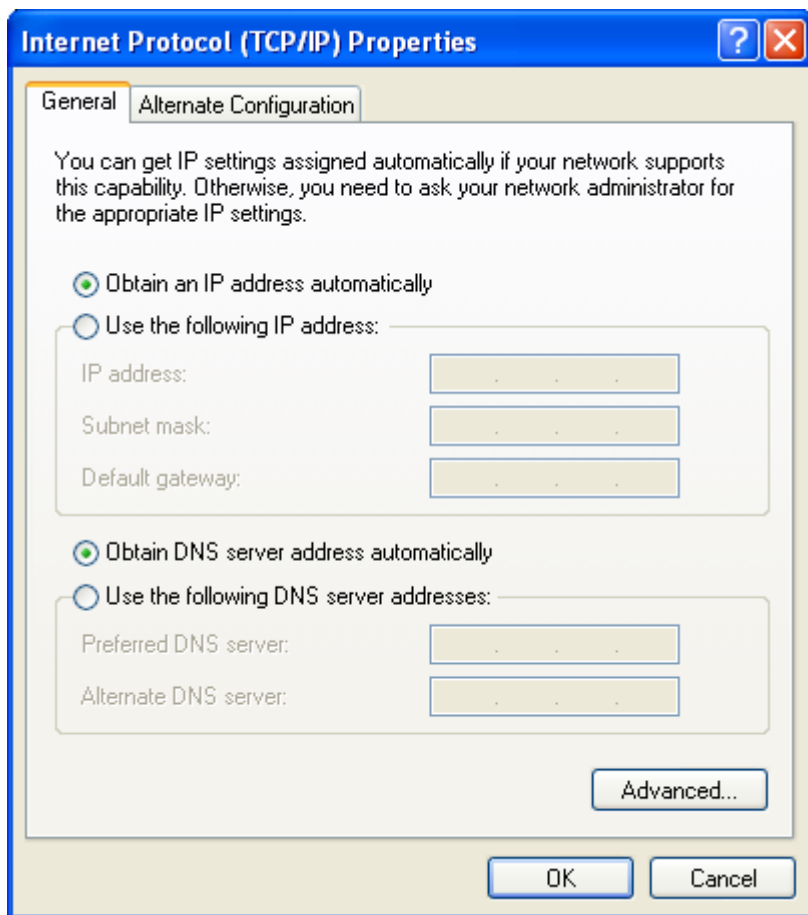 Internet Protocol (TCP/IP) Properties
General
Alternate Configuration
You can get IP settings assigned automatically if your network supports
this capability. Otherwise, you need to ask your network administrator for
the appropriate IP settings.
Obtain an IP address automatically
Use the following IP address:
IP address:
Subnet mask:
Default gateway:
Obtain DNS server address automatically
Use the following DNS server addresses:
Preferred DNS server:
Alternate DNS server:
Advanced...
OK
Cancel